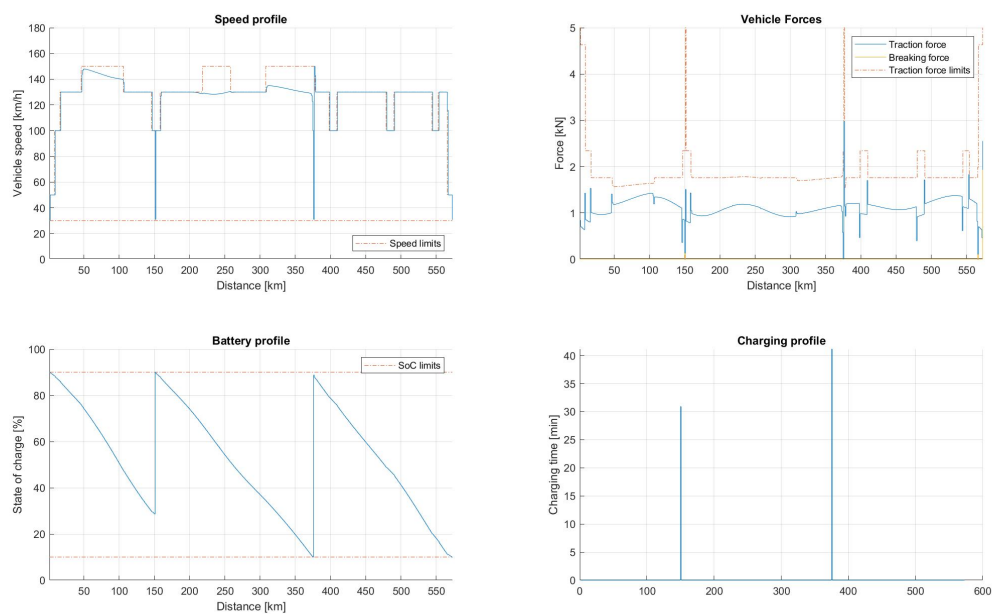 Speed profile
180
160
140
120
100
80
60
40
20
0
Vehicle speed [km/h]
Speed limits
50 100 150 200 250 300 350 400 450 500 550
Distance [km]
Vehicle Forces
5
4
3
2
1
0
Force [kN]
Traction force
Breaking force
Traction force limits
50 100 150 200 250 300 350 400 450 500 550
Distance [km]
Battery profile
100
80
60
40
20
0
State of charge [%]
SoC limits
50 100 150 200 250 300 350 400 450 500 550
Distance [km]
Charging profile
40
35
30
25
20
15
10
5
0
Charging time [min]
0 100 200 300 400 500 600